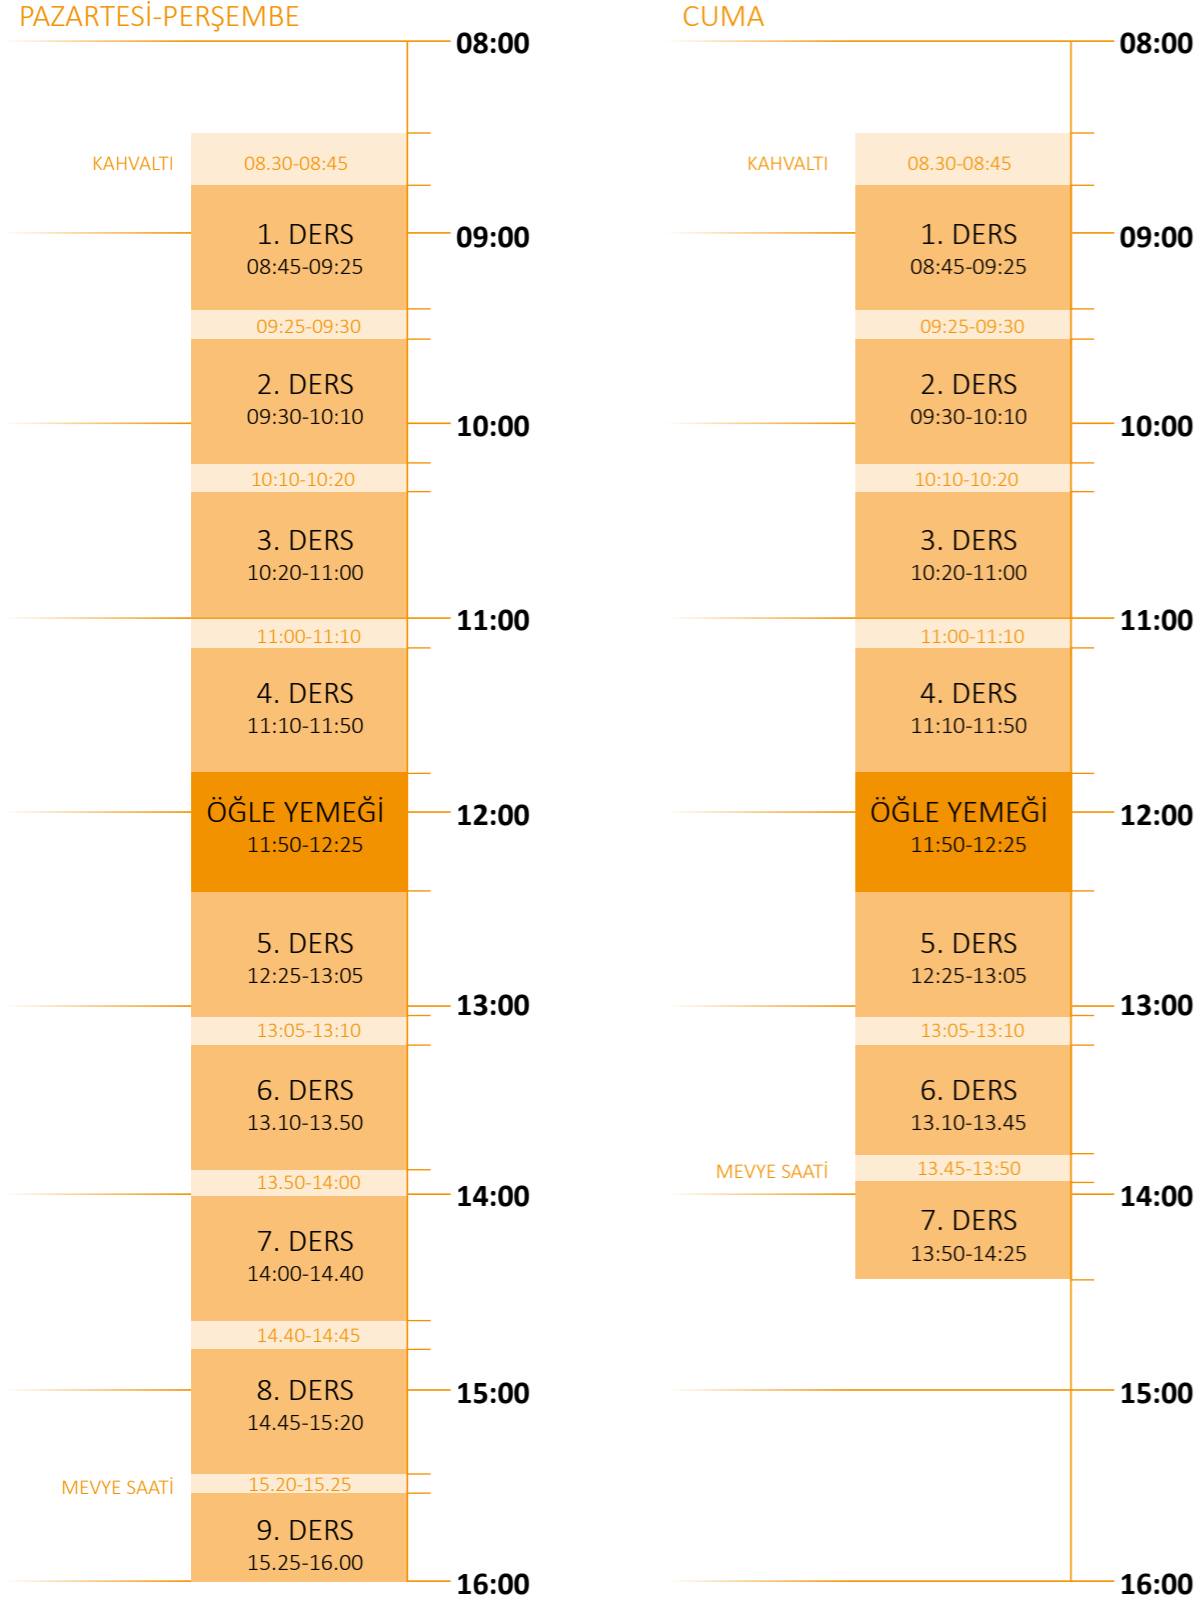 PAZARTESİ-PERŞEMBE
08:00
KAHVALTI
08.30-08:45
1. DERS
08:45-09:25
09:00
09:25-09:30
2. DERS
09:30-10:10
10:00
10:10-10:20
3. DERS
10:20-11:00
11:00
11:00-11:10
4. DERS
11:10-11:50
ÖĞLE YEMEĞİ
11:50-12:25
12:00
5. DERS
12:25-13:05
13:00
13:05-13:10
6. DERS
13.10-13.50
13.50-14:00
14:00
7. DERS
14:00-14.40
14.40-14:45
8. DERS
14.45-15:20
15:00
MEVYE SAATİ
15.20-15.25
9. DERS
15.25-16.00
16:00
CUMA
08:00
KAHVALTI
08.30-08:45
1. DERS
08:45-09:25
09:00
09:25-09:30
2. DERS
09:30-10:10
10:00
10:10-10:20
3. DERS
10:20-11:00
11:00
11:00-11:10
4. DERS
11:10-11:50
ÖĞLE YEMEĞİ
11:50-12:25
12:00
5. DERS
12:25-13:05
13:00
13:05-13:10
6. DERS
13.10-13.45
MEVYE SAATİ
13.45-13:50
14:00
7. DERS
13:50-14:25
15:00
16:00